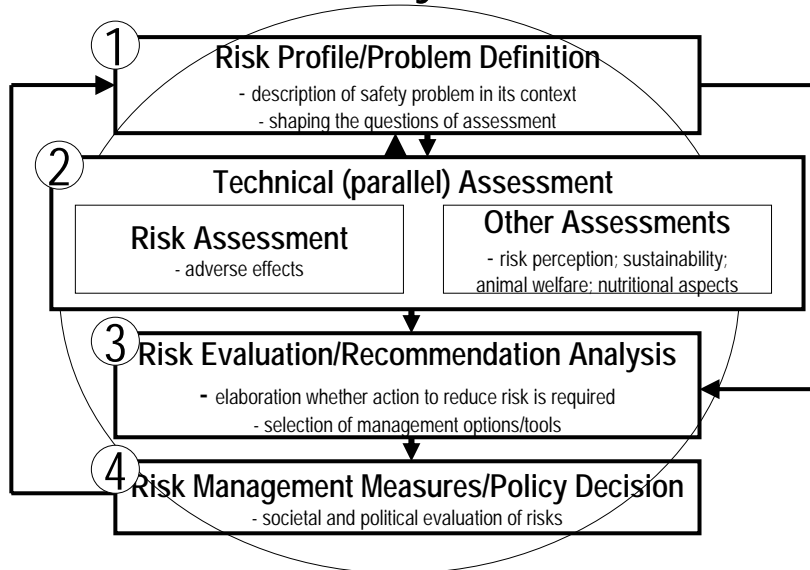 1
Risk Profile/Problem Definition
- description of safety problem in its context
- shaping the questions of assessment
2
Technical (parallel) Assessment
Risk Assessment
- adverse effects
Other Assessments
- risk perception; sustainability;
animal welfare; nutritional aspects
3
Risk Evaluation/Recommendation Analysis
- elaboration whether action to reduce risk is required
- selection of management options/tools
4
Risk Management Measures/Policy Decision
- societal and political evaluation of risks